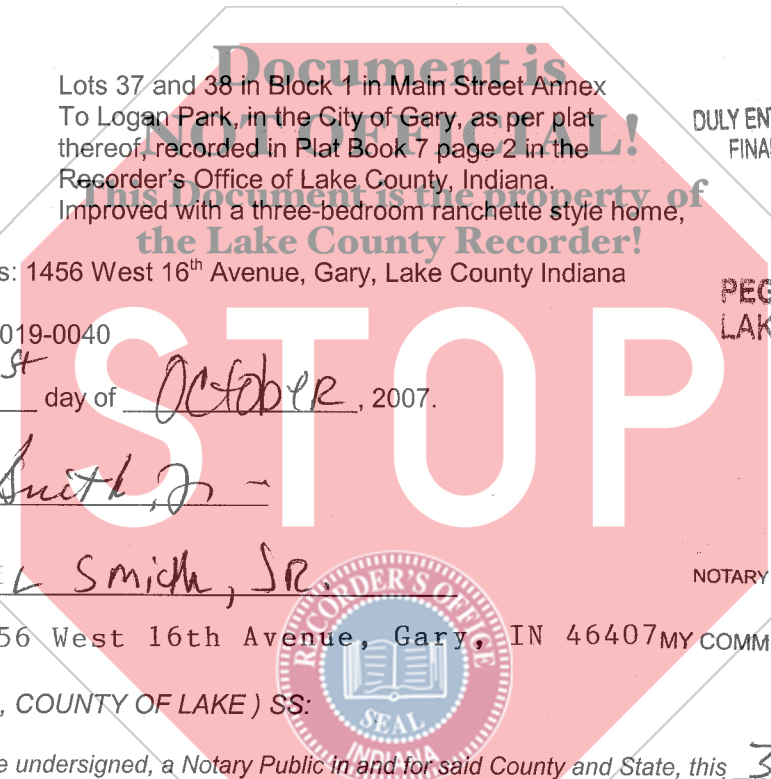 Document is
Lots 37 and 38 in Block 1 in Main Street Annex
To Logan Park, in the City of Gary, as per plat
DULY EN
NOT OFFICIAL!
thereof, recorded in Plat Book 7 page 2 in the
FINA
Recorder's Office of Lake County, Indiana.
This Document is the property of
Improved with a three-bedroom ranchette style home,
the Lake County Recorder!
s: 1456 West 16th Avenue, Gary, Lake County Indiana
PEG
019-0040
LAK
STOP
st day of OctobeR, 2007.
Smith, Jr
L Smith, JR.
NOTARY
56 West 16th Avenue, Gary, IN 46407 MY COMM
RECORDER'S OFFICE
, COUNTY OF LAKE ) SS:
SEAL
INDIANA
e undersigned, a Notary Public in and for said County and State, this 3